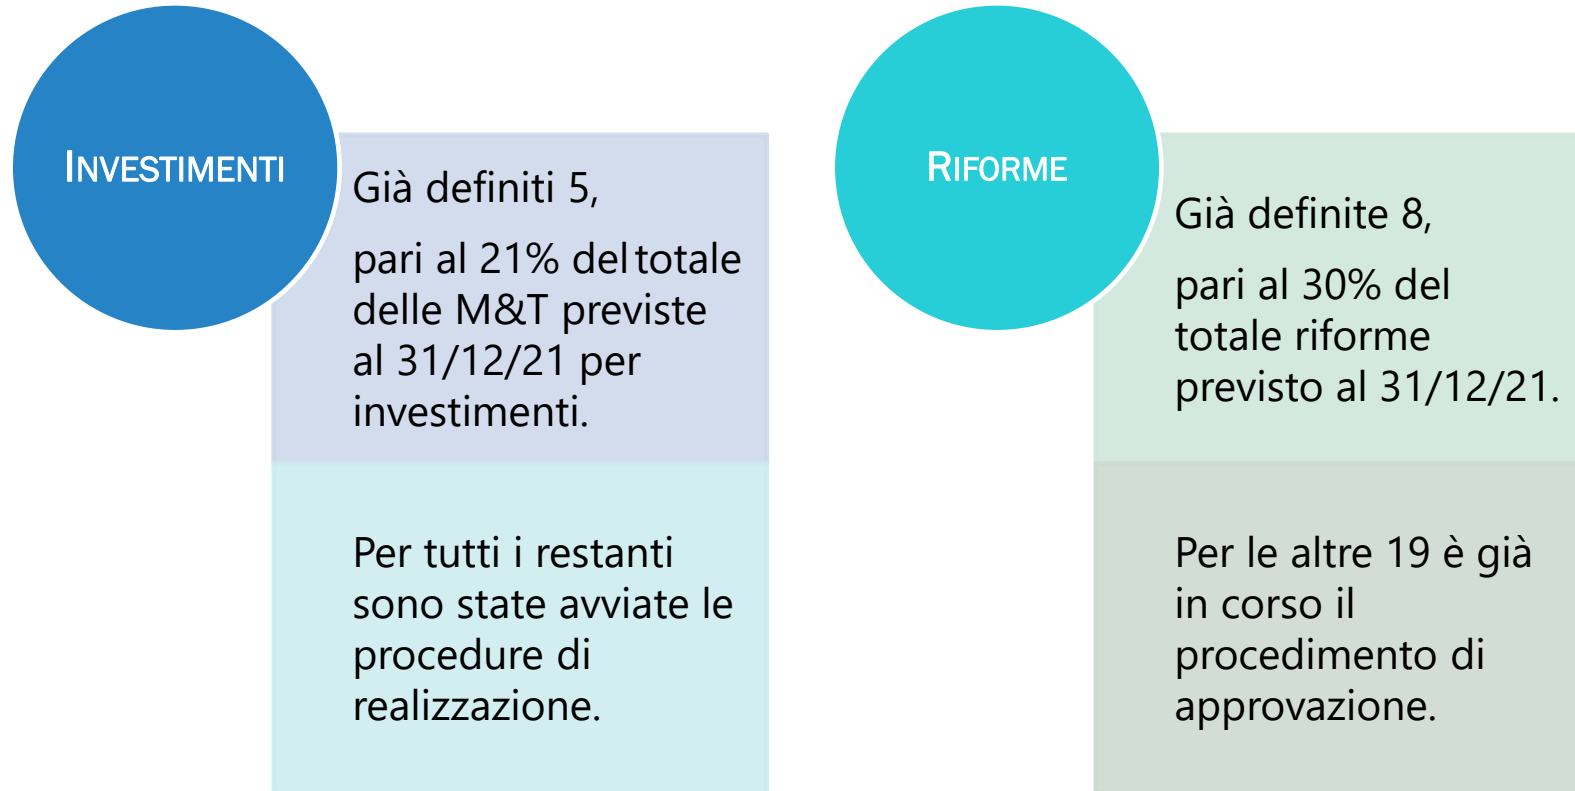 INVESTIMENTI
Già definiti 5,
pari al 21% del totale
delle M&T previste
al 31/12/21 per
investimenti.
Per tutti i restanti
sono state avviate le
procedure di
realizzazione.
RIFORME
Già definite 8,
pari al 30% del
totale riforme
previsto al 31/12/21.
Per le altre 19 è già
in corso il
procedimento di
approvazione.